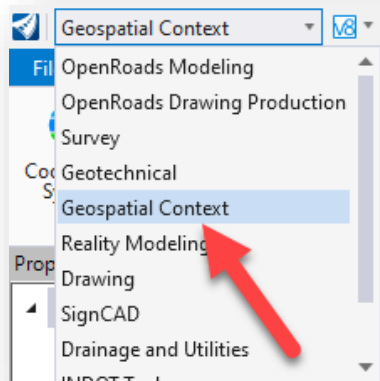 Geospatial Context
V8
Fil
OpenRoads Modeling
OpenRoads Drawing Production
Survey
Coo
Geotechnical
S
Geospatial Context
Reality Modeling
Prop
Drawing
SignCAD
Drainage and Utilities